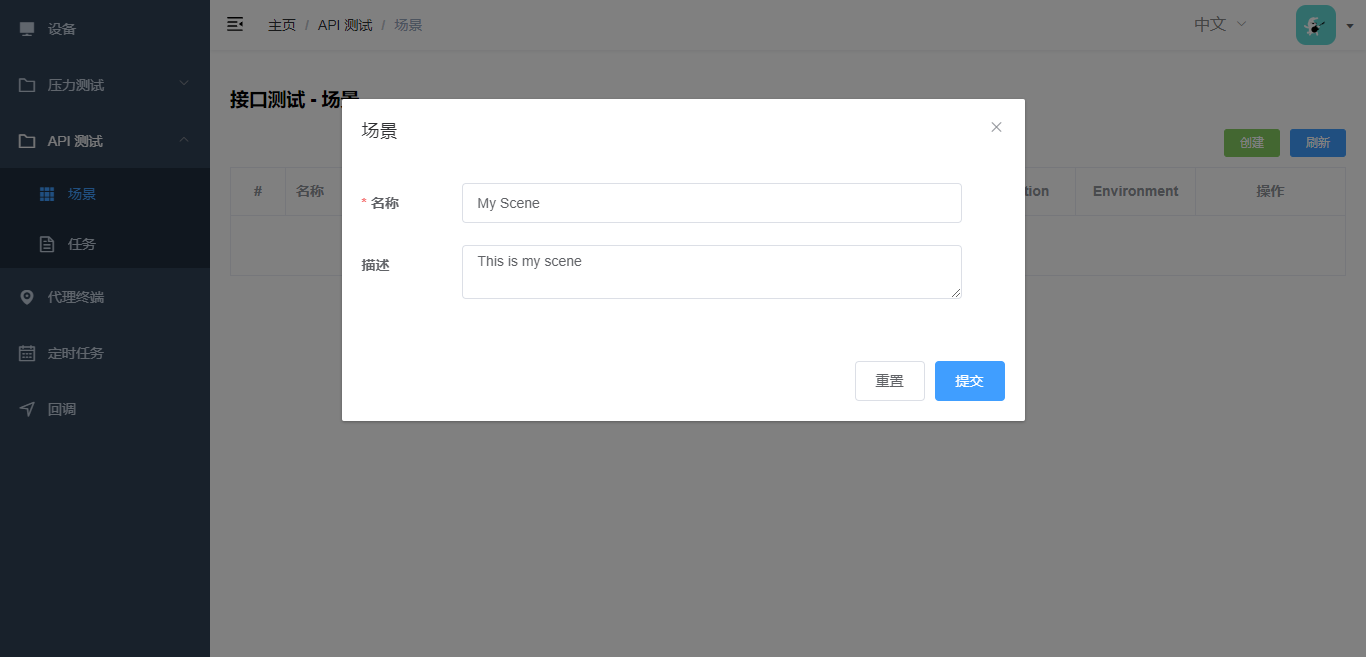 设备
压力测试
API 测试
场景
任务
代理终端
定时任务
回调
主页 / API 测试 / 场景
中文
接口测试 - 场景
创建 刷新
# 名称 tion Environment 操作
场景
* 名称 My Scene
描述 This is my scene
重置 提交